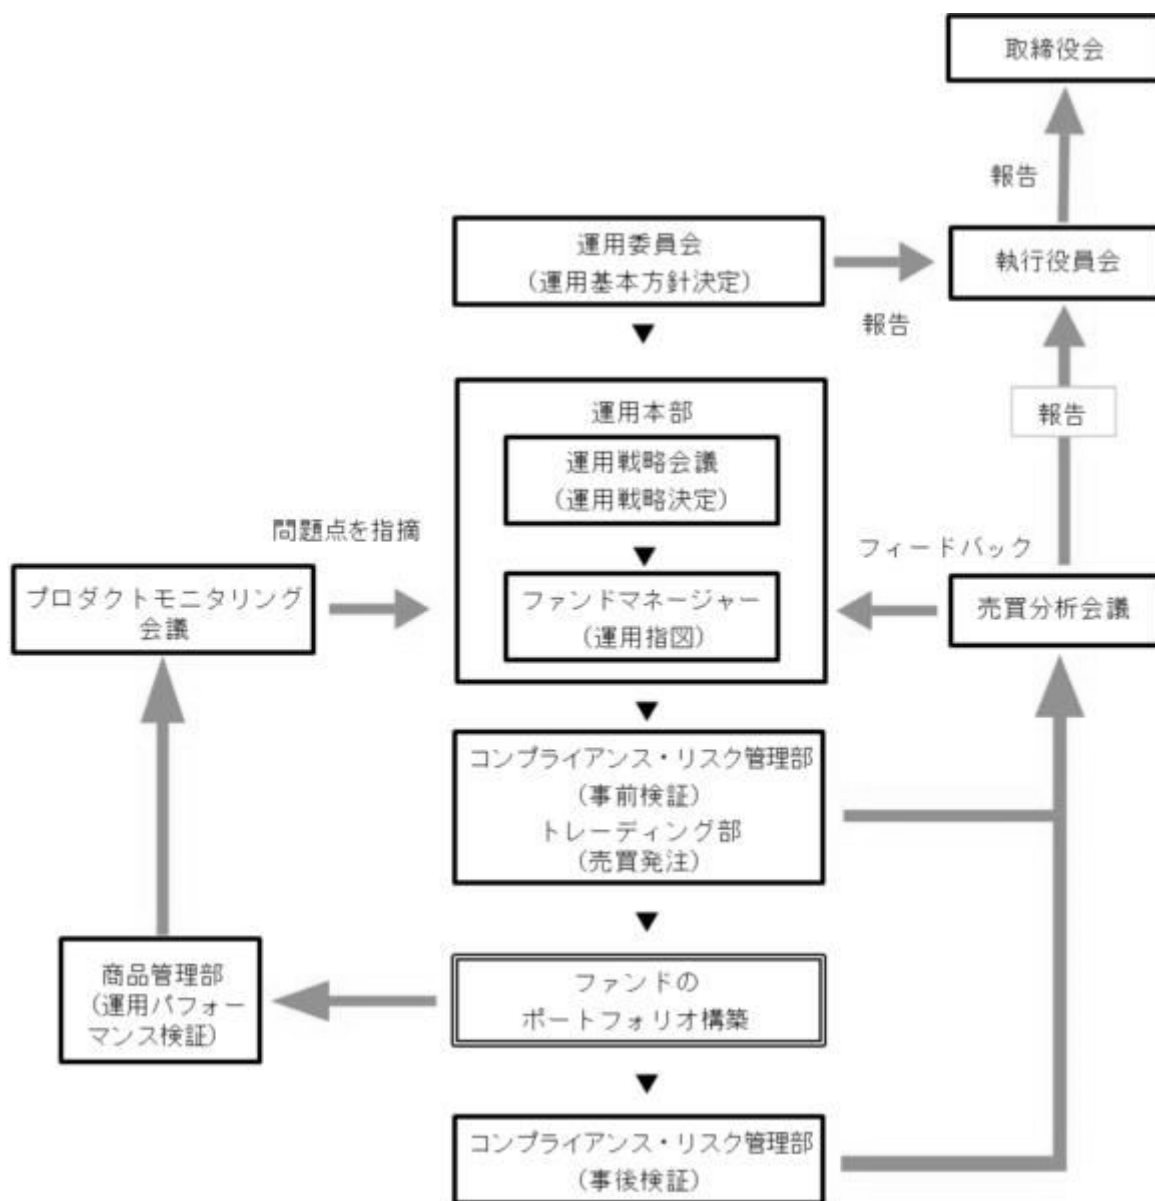 取締役会
報告
運用委員会
(運用基本方針決定)
執行役員会
報告
運用本部
報告
運用戦略会議
(運用戦略決定)
問題点を指摘
フィードバック
プロダクトモニタリング
会議
ファンドマネージャー
(運用指図)
売買分析会議
コンプライアンス・リスク管理部
(事前検証)
トレーディング部
(売買発注)
商品管理部
(運用パフォー
マンス検証)
ファンドの
ポートフォリオ構築
コンプライアンス・リスク管理部
(事後検証)